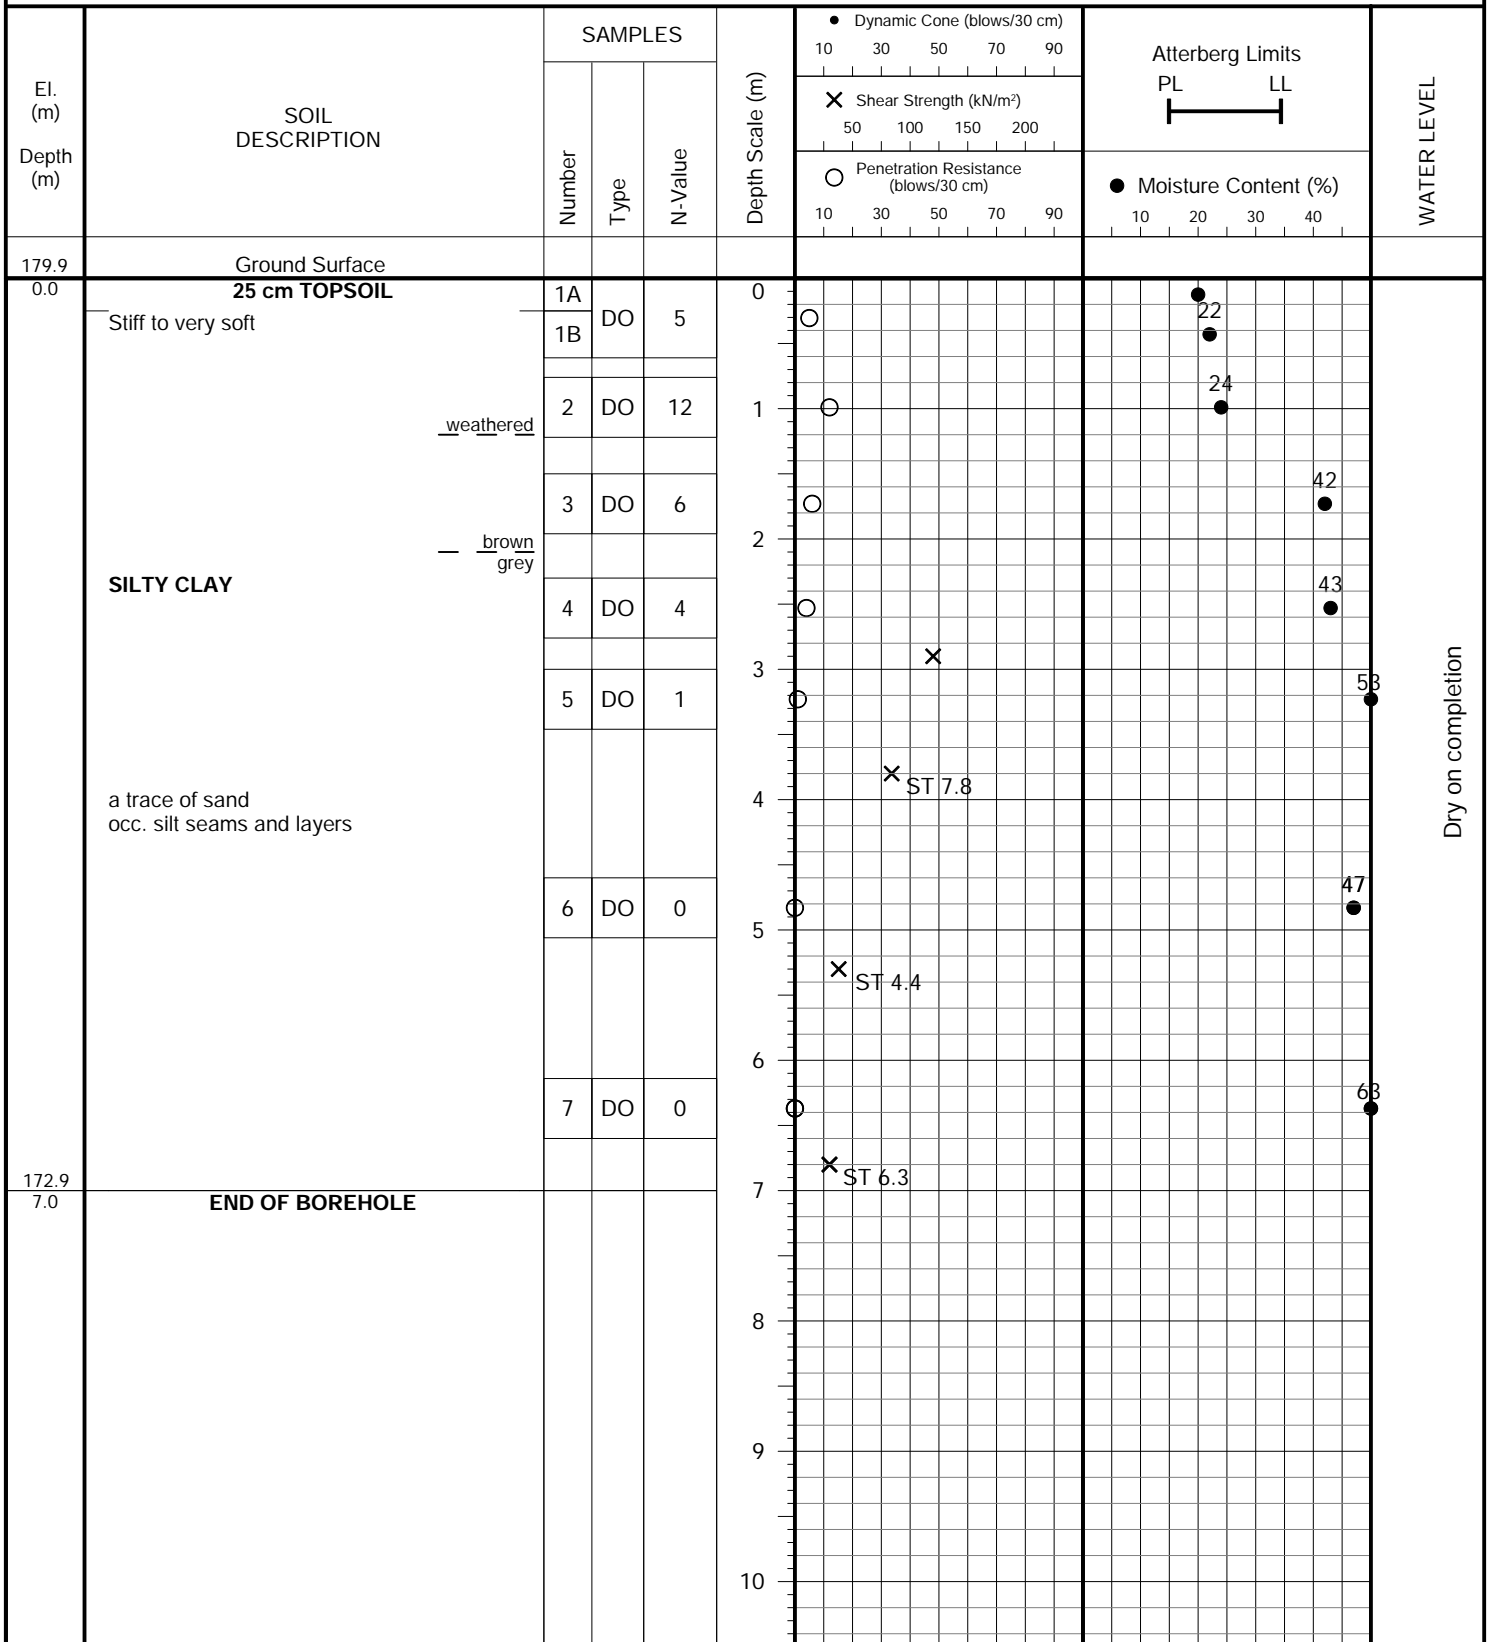 El.
(m)
Depth
(m)
SOIL
DESCRIPTION
SAMPLES
Number
Type
N-Value
Depth Scale (m)
Dynamic Cone (blows/30 cm)
10 30 50 70 90
Shear Strength (kN/m²)
50 100 150 200
Penetration Resistance
(blows/30 cm)
10 30 50 70 90
Atterberg Limits
PL LL
Moisture Content (%)
10 20 30 40
WATER LEVEL
179.9 Ground Surface
0.0 25 cm TOPSOIL 1A 0
Stiff to very soft DO 5 22
1B
24
2 DO 12 1
weathered
42
3 DO 6
2
brown
grey
SILTY CLAY 43
4 DO 4
3
53
5 DO 1
ST 7.8
a trace of sand 4
occ. silt seams and layers
47
6 DO 0
5
ST 4.4
6
63
7 DO 0
ST 6.3
172.9
7.0 END OF BOREHOLE 7
8
9
10
Dry on completion